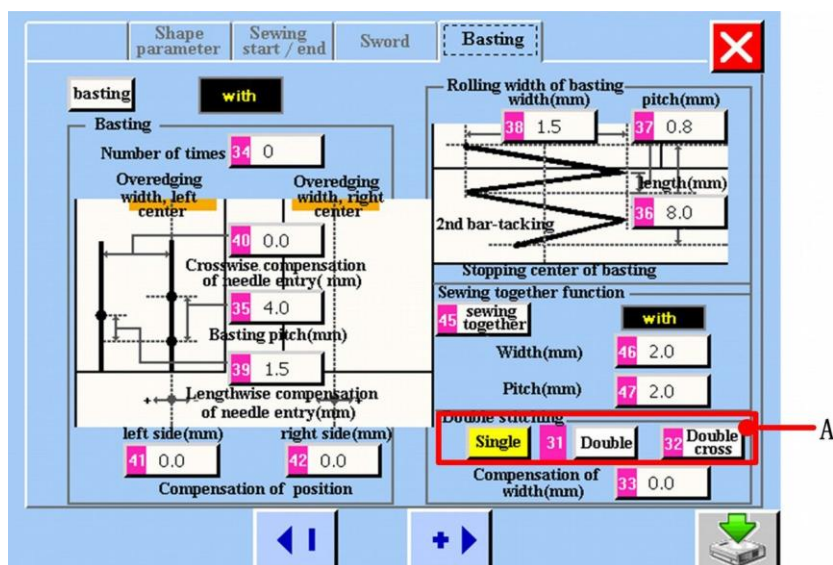 Shape
parameter
Sewing
start / end
Sword
Basting
basting
with
Basting
Number of times 34 0
Overedging
width, left
center
Overedging
width, right
center
40 0.0
Crosswise compensation
of needle entry( mm)
35 4.0
Basting pitch(mm)
39 1.5
Lengthwise compensation
of needle entry(mm)
left side(mm)
right side(mm)
41 0.0
42 0.0
Compensation of position
Rolling width of basting
width(mm)
pitch(mm)
38 1.5
37 0.8
length(mm)
36 8.0
2nd bar-tacking
Stopping center of basting
Sewing together function
45 sewing
together
with
Width(mm) 46 2.0
Pitch(mm) 47 2.0
Double stitching
Single 31 Double 32 Double
cross
A
Compensation of
width(mm) 33 0.0